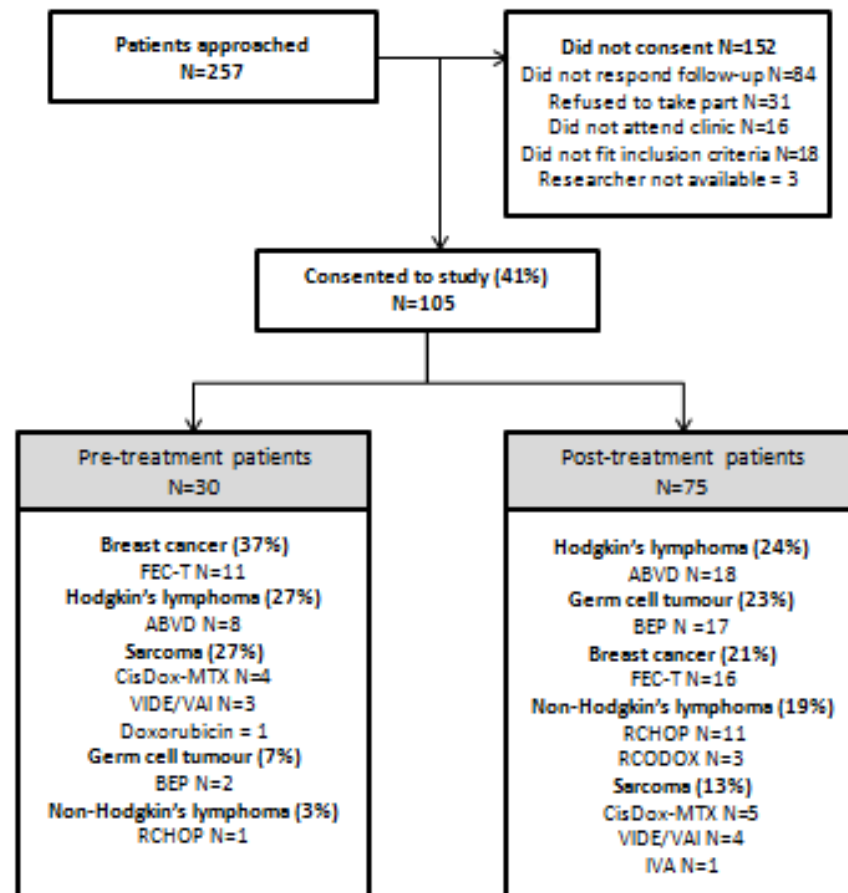 Patients approached
N=257
Did not consent N=152
Did not respond follow-up N=84
Refused to take part N=31
Did not attend clinic N=16
Did not fit inclusion criteria N=18
Researcher not available = 3
Consented to study (41%)
N=105
Pre-treatment patients
N=30
Breast cancer (37%)
FEC-T N=11
Hodgkin's lymphoma (27%)
ABVD N=8
Sarcoma (27%)
CisDox-MTX N=4
VIDE/VAI N=3
Doxorubicin = 1
Germ cell tumour (7%)
BEP N=2
Non-Hodgkin's lymphoma (3%)
RCHOP N=1
Post-treatment patients
N=75
Hodgkin's lymphoma (24%)
ABVD N=18
Germ cell tumour (23%)
BEP N =17
Breast cancer (21%)
FEC-T N=16
Non-Hodgkin's lymphoma (19%)
RCHOP N=11
RCODOX N=3
Sarcoma (13%)
CisDox-MTX N=5
VIDE/VAI N=4
IVA N=1